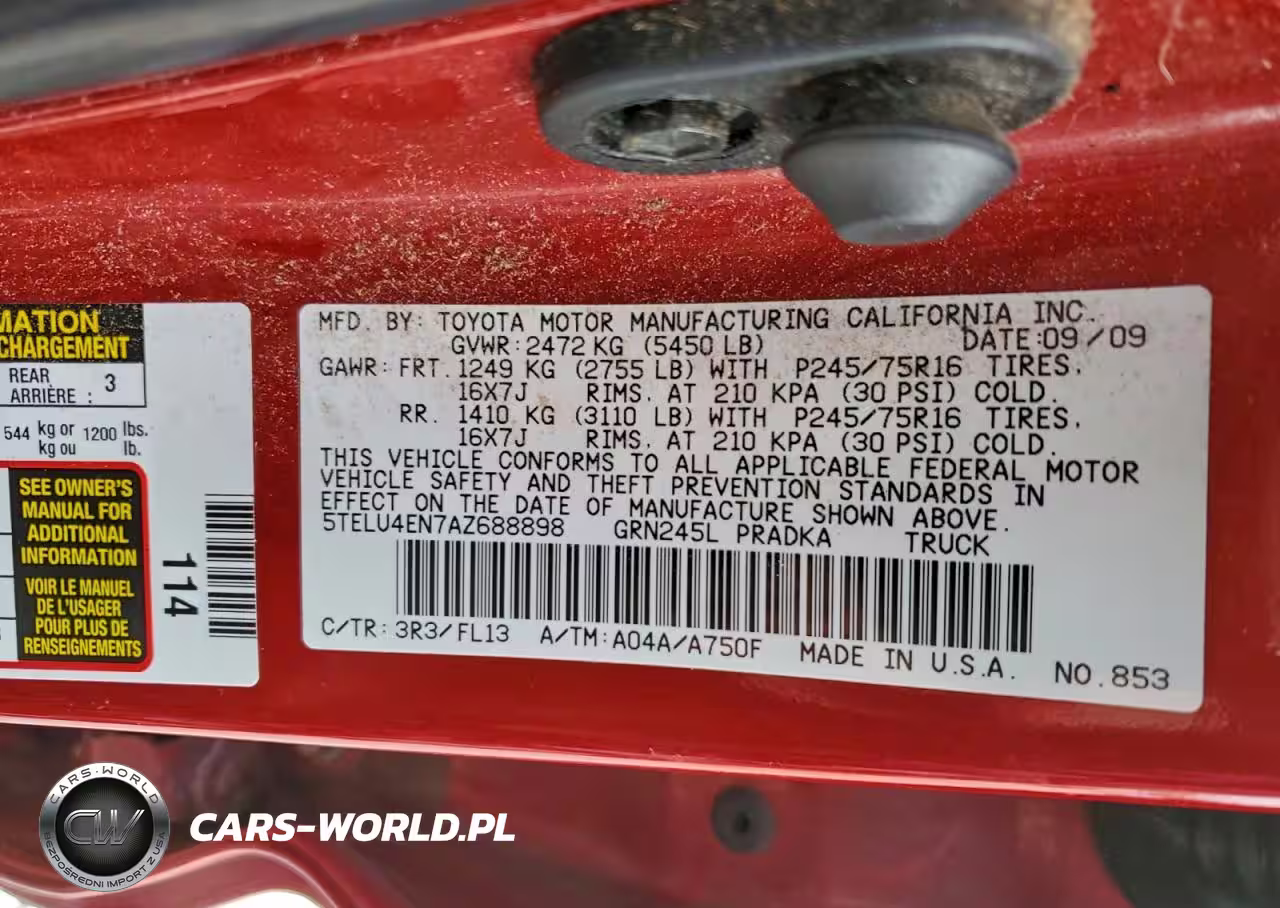 MATION
CHARGEMENT
REAR
ARRIÈRE : 3
544 kg or 1200 lbs.
kg ou lb.
SEE OWNER'S
MANUAL FOR
ADDITIONAL
INFORMATION
VOIR LE MANUEL
DE L'USAGER
POUR PLUS DE
RENSEIGNEMENTS
114
MFD. BY: TOYOTA MOTOR MANUFACTURING CALIFORNIA INC.
GVWR:2472 KG (5450 LB) DATE:09/09
GAWR: FRT. 1249 KG (2755 LB) WITH P245/75R16 TIRES.
16X7J RIMS. AT 210 KPA (30 PSI) COLD.
RR. 1410 KG (3110 LB) WITH P245/75R16 TIRES.
16X7J RIMS. AT 210 KPA (30 PSI) COLD.
THIS VEHICLE CONFORMS TO ALL APPLICABLE FEDERAL MOTOR
VEHICLE SAFETY AND THEFT PREVENTION STANDARDS IN
EFFECT ON THE DATE OF MANUFACTURE SHOWN ABOVE.
5TELU4EN7AZ688898 GRN245L PRADKA TRUCK
C/TR: 3R3/FL13 A/TM:A04A/A750F MADE IN U.S.A. NO.853
CARS-WORLD
CW
BEZPOŚREDNI IMPORT Z USA
CARS-WORLD.PL